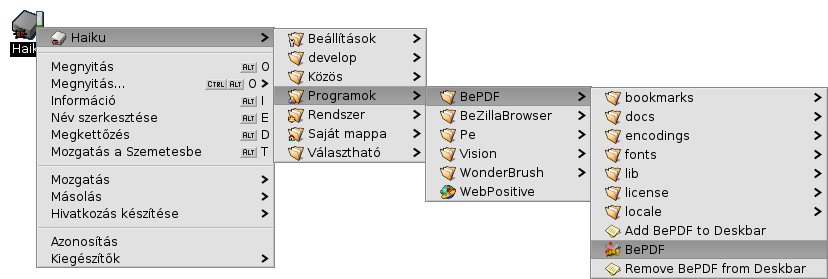 Haiku
Haiku
Megnyitás ALT O
Megnyitás... CTRL ALT O
Információ ALT I
Név szerkesztése ALT E
Megkettőzés ALT D
Mozgatás a Szemetesbe ALT T
Mozgatás
Másolás
Hivatkozás készítése
Azonosítás
Kiegészítők
Beállítások
develop
Közös
Programok
Rendszer
Saját mappa
Választható
BePDF
BeZillaBrowser
Pe
Vision
WonderBrush
WebPositive
bookmarks
docs
encodings
fonts
lib
license
locale
Add BePDF to Deskbar
BePDF
Remove BePDF from Deskbar